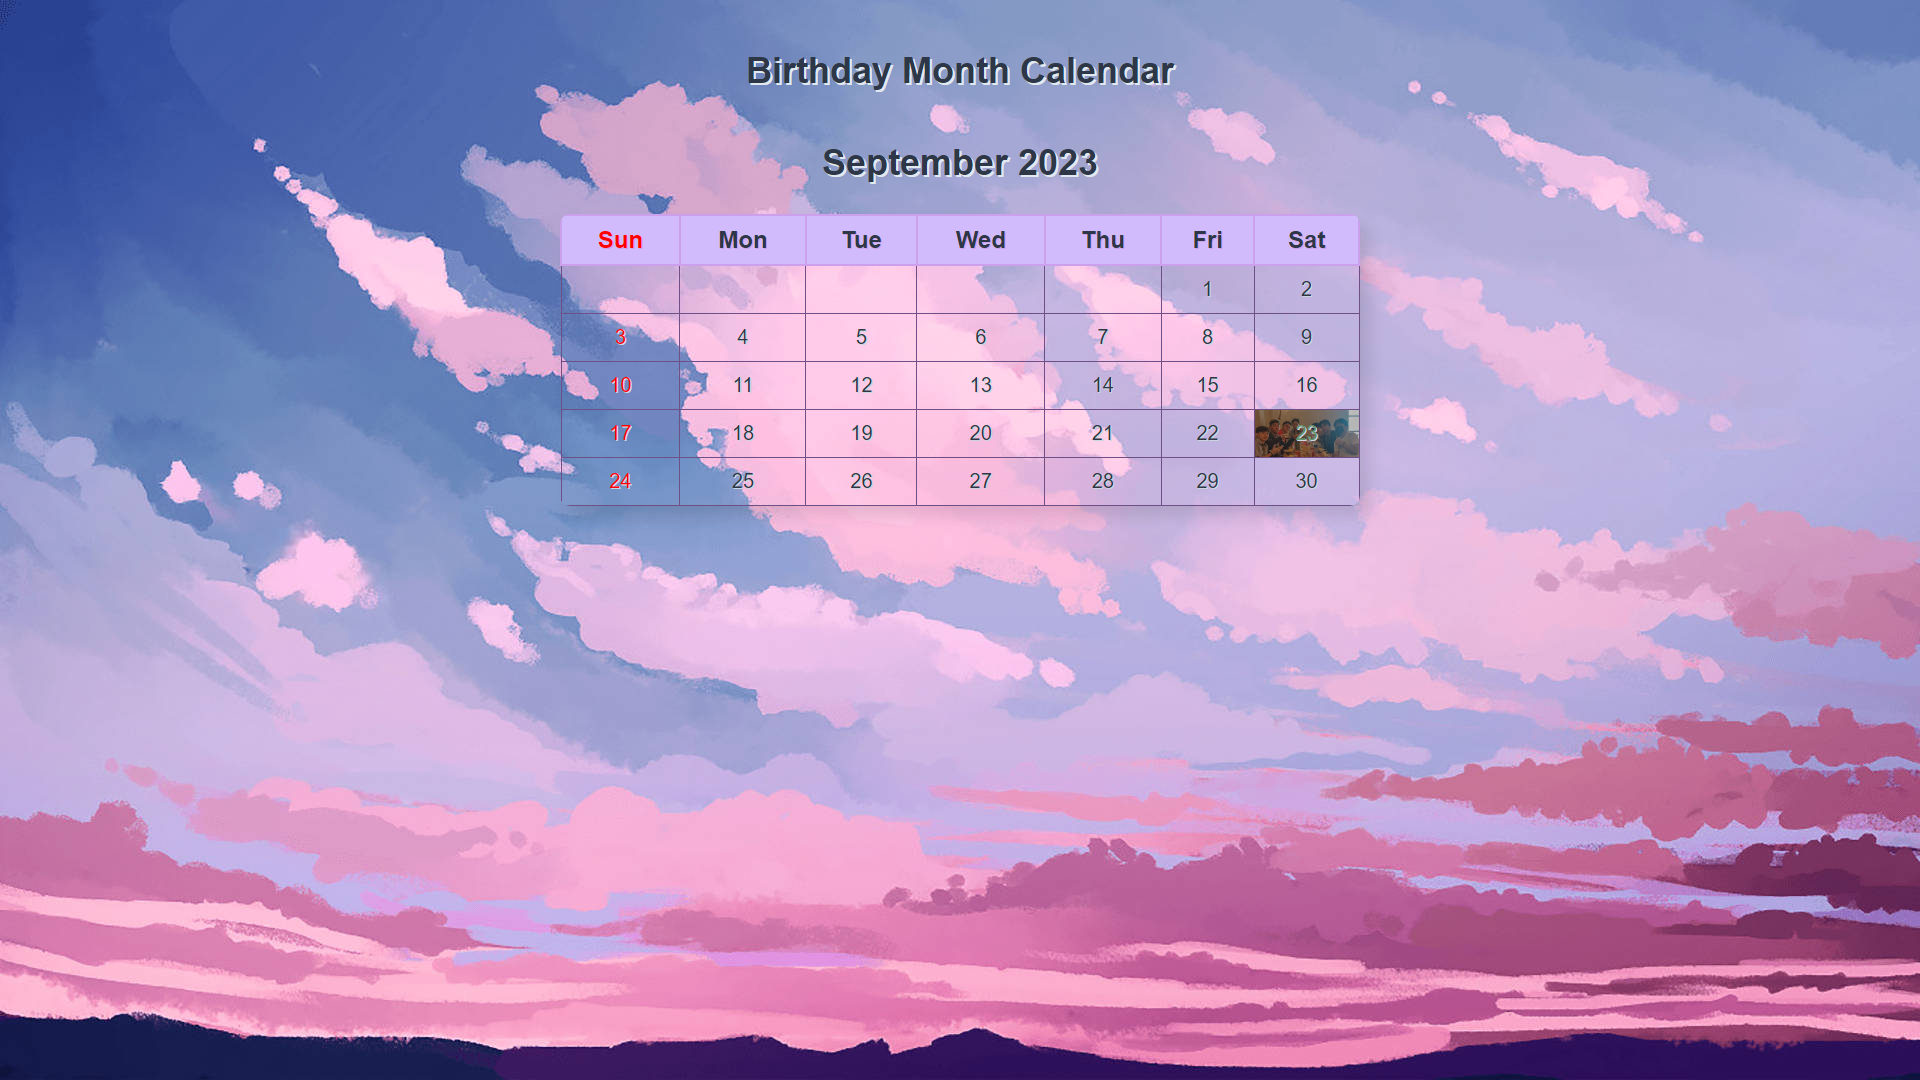 Birthday Month Calendar
September 2023
Sun Mon Tue Wed Thu Fri Sat
1 2
3 4 5 6 7 8 9
10 11 12 13 14 15 16
17 18 19 20 21 22 23
24 25 26 27 28 29 30